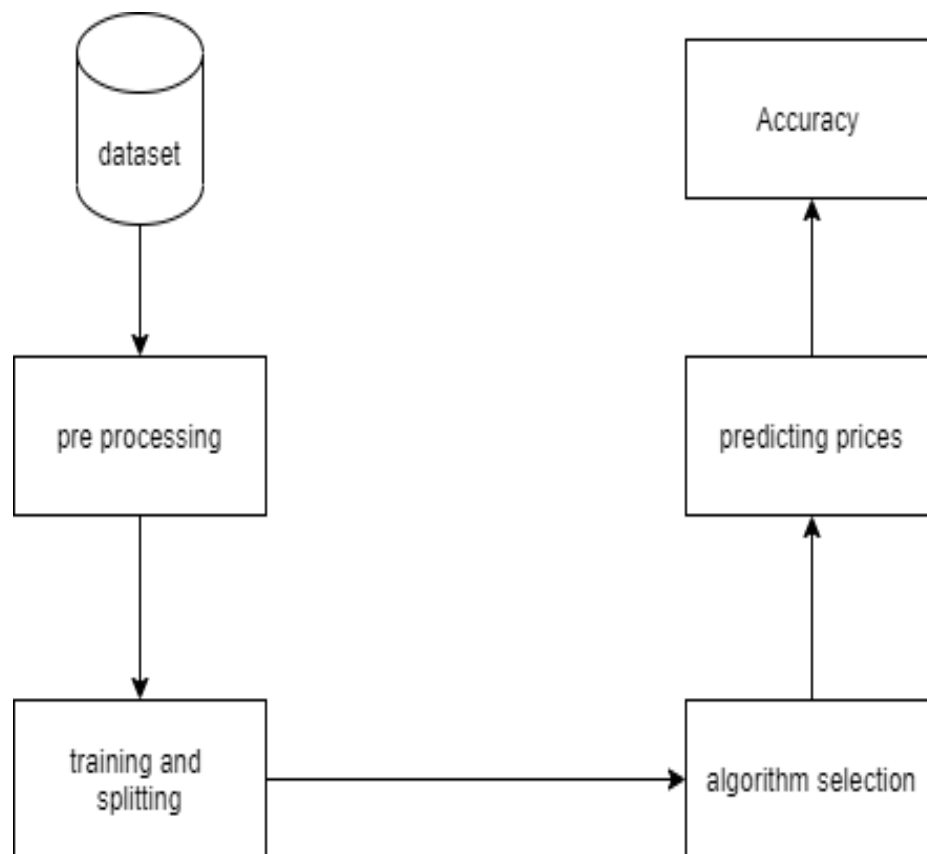 dataset
pre processing
training and
splitting
algorithm selection
predicting prices
Accuracy